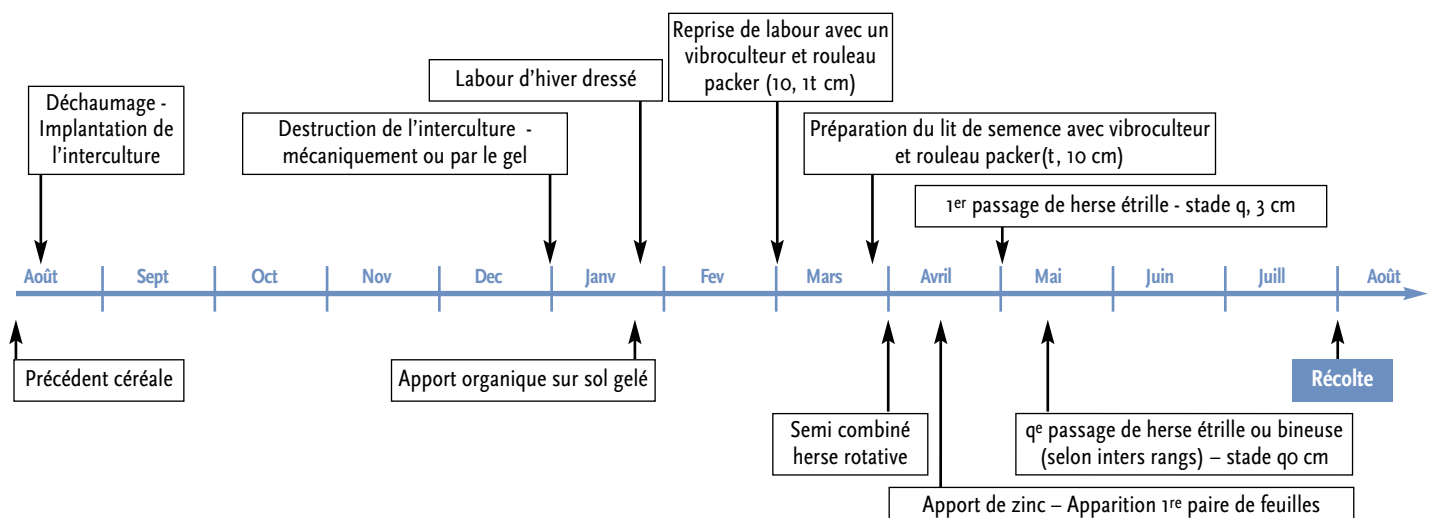 Reprise de labour avec un
vibroculteur et rouleau
packer (10, 1t cm)
Labour d’hiver dressé
Déchaumage -
Implantation de
l’interculture
Destruction de l’interculture -
mécaniquement ou par le gel
Préparation du lit de semence avec vibroculteur
et rouleau packer(t, 10 cm)
1er passage de herse étrille - stade q, 3 cm
Août Sept Oct Nov Dec Janv Fev Mars Avril Mai Juin Juill Août
Précédent céréale
Apport organique sur sol gelé
Récolte
Semi combiné
herse rotative
qe passage de herse étrille ou bineuse
(selon inters rangs) – stade q0 cm
Apport de zinc – Apparition 1re paire de feuilles